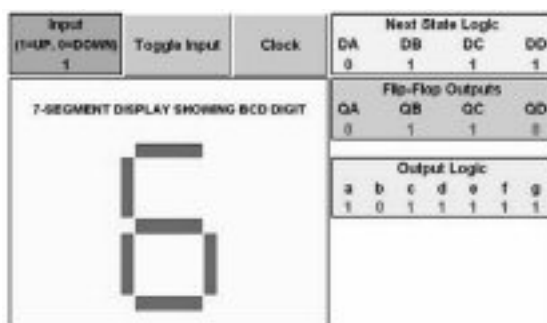 Input
(1=UP, 0=DOWN)
1
Toggle Input
Clock
7-SEGMENT DISPLAY SHOWING BCD DIGIT
Next State Logic
DA DB DC DD
0 1 1 1
Flip-Flop Outputs
QA QB QC QD
0 1 1 0
Output Logic
a b c d e f g
1 0 1 1 1 1 1